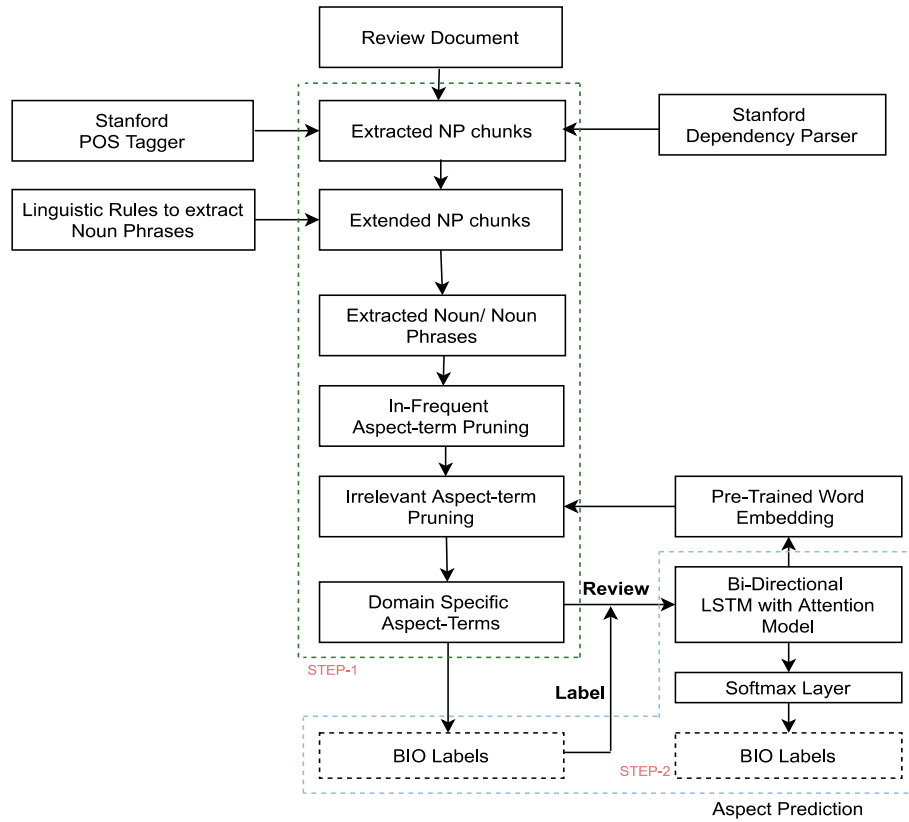 Review Document
Stanford
POS Tagger
Extracted NP chunks
Stanford
Dependency Parser
Linguistic Rules to extract
Noun Phrases
Extended NP chunks
Extracted Noun/ Noun
Phrases
In-Frequent
Aspect-term Pruning
Irrelevant Aspect-term
Pruning
Pre-Trained Word
Embedding
Domain Specific
Aspect-Terms
Review
Bi-Directional
LSTM with Attention
Model
STEP-1
Label
Softmax Layer
BIO Labels
STEP-2
BIO Labels
Aspect Prediction